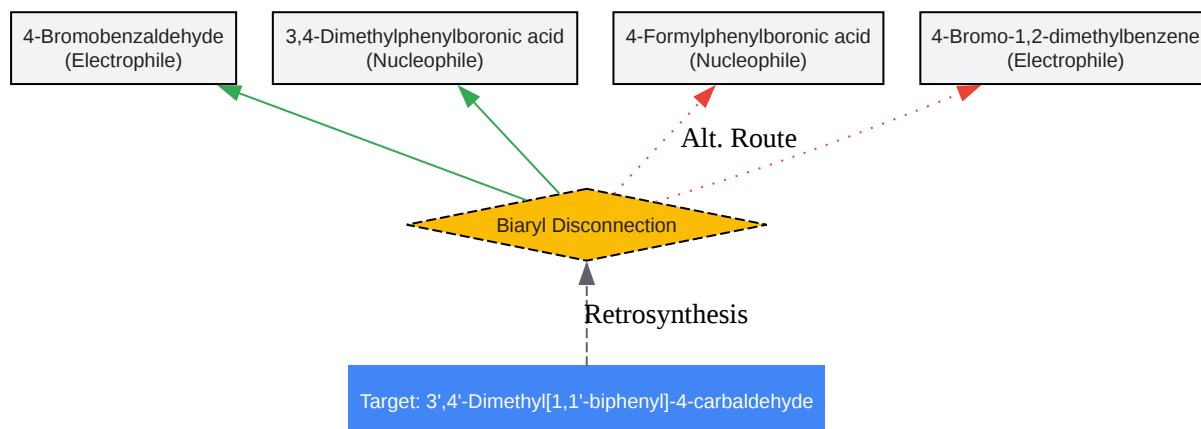 4-Bromobenzaldehyde
(Electrophile)
3,4-Dimethylphenylboronic acid
(Nucleophile)
4-Formylphenylboronic acid
(Nucleophile)
4-Bromo-1,2-dimethylbenzene
(Electrophile)
Alt. Route
Biaryl Disconnection
Retrosynthesis
Target: 3',4'-Dimethyl[1,1'-biphenyl]-4-carbaldehyde